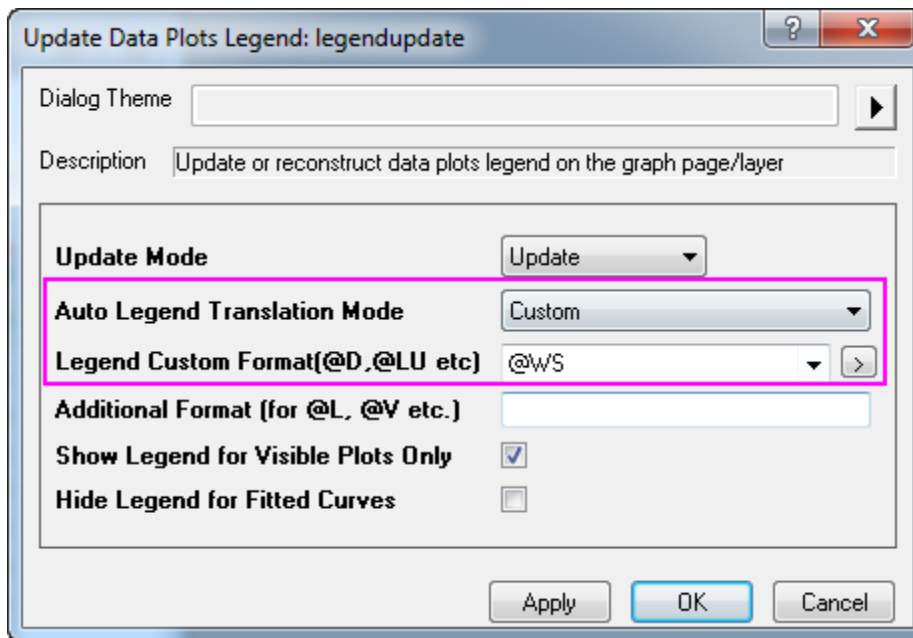 Update Data Plots Legend: legendupdate
Dialog Theme
Description Update or reconstruct data plots legend on the graph page/layer
Update Mode Update
Auto Legend Translation Mode Custom
Legend Custom Format(@D,@LU etc) @WS >
Additional Format (for @L, @V etc.)
Show Legend for Visible Plots Only
Hide Legend for Fitted Curves
Apply OK Cancel